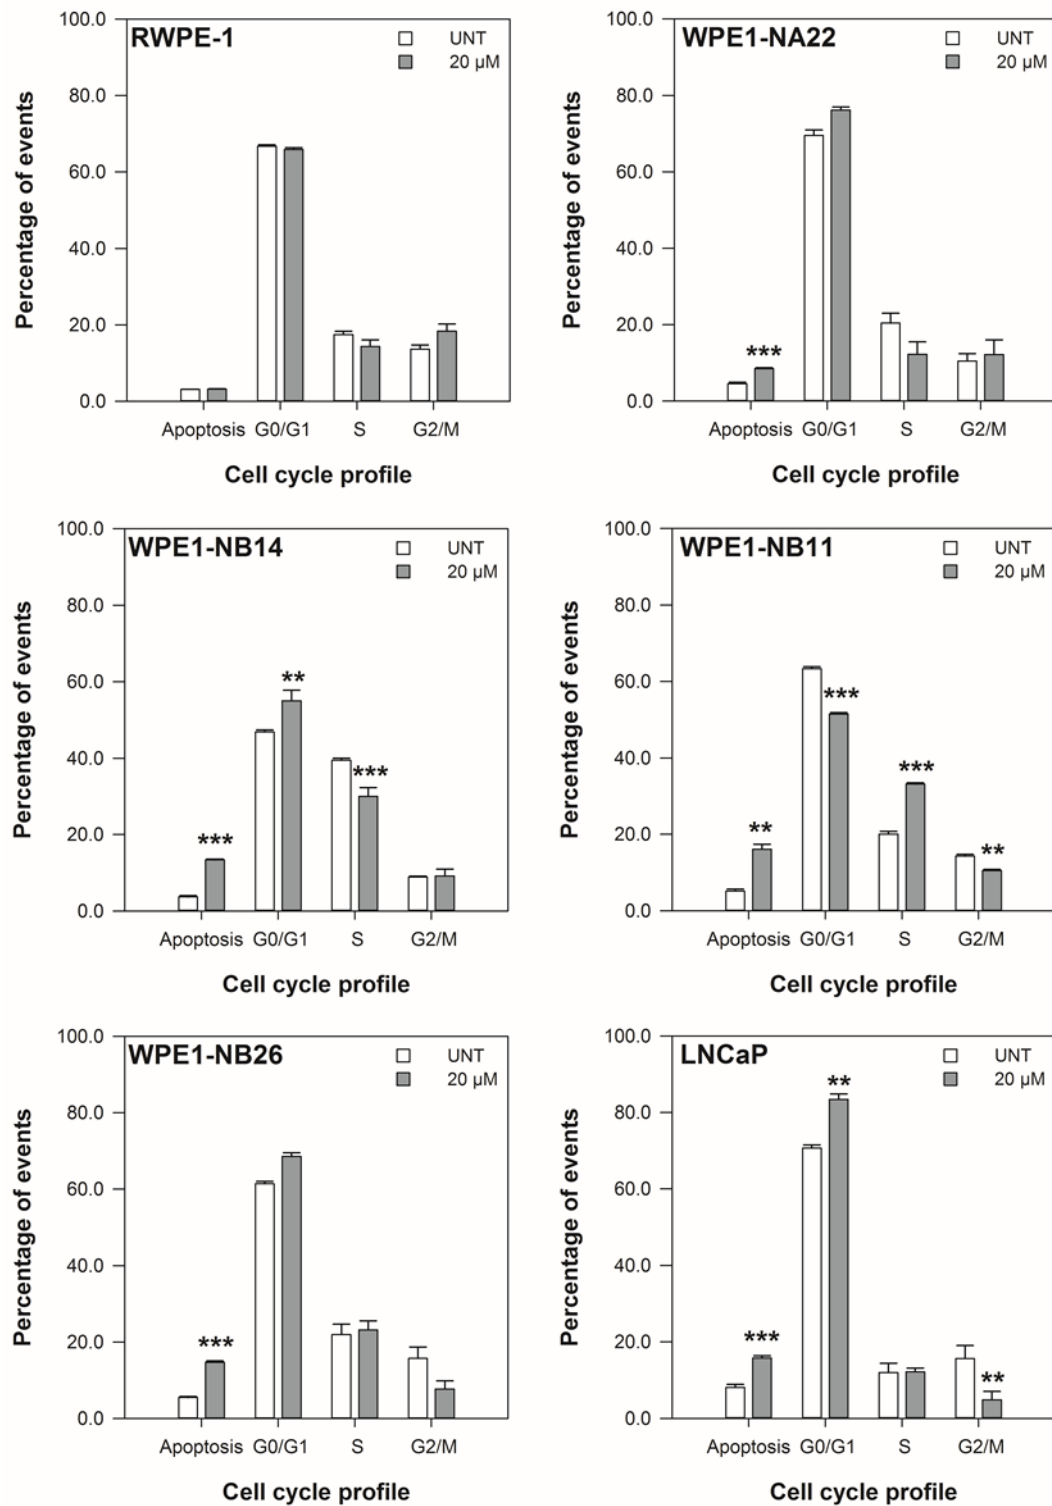 RWPE-1
UNT
20 µM
Percentage of events
100.0
80.0
60.0
40.0
20.0
0.0
Apoptosis G0/G1 S G2/M
Cell cycle profile
WPE1-NA22
UNT
20 µM
Percentage of events
100.0
80.0
60.0
40.0
20.0
0.0
***
Apoptosis G0/G1 S G2/M
Cell cycle profile
WPE1-NB14
UNT
20 µM
Percentage of events
100.0
80.0
60.0
40.0
20.0
0.0
***
**
***
Apoptosis G0/G1 S G2/M
Cell cycle profile
WPE1-NB11
UNT
20 µM
Percentage of events
100.0
80.0
60.0
40.0
20.0
0.0
**
***
***
**
Apoptosis G0/G1 S G2/M
Cell cycle profile
WPE1-NB26
UNT
20 µM
Percentage of events
100.0
80.0
60.0
40.0
20.0
0.0
***
Apoptosis G0/G1 S G2/M
Cell cycle profile
LNCaP
UNT
20 µM
Percentage of events
100.0
80.0
60.0
40.0
20.0
0.0
***
**
**
Apoptosis G0/G1 S G2/M
Cell cycle profile